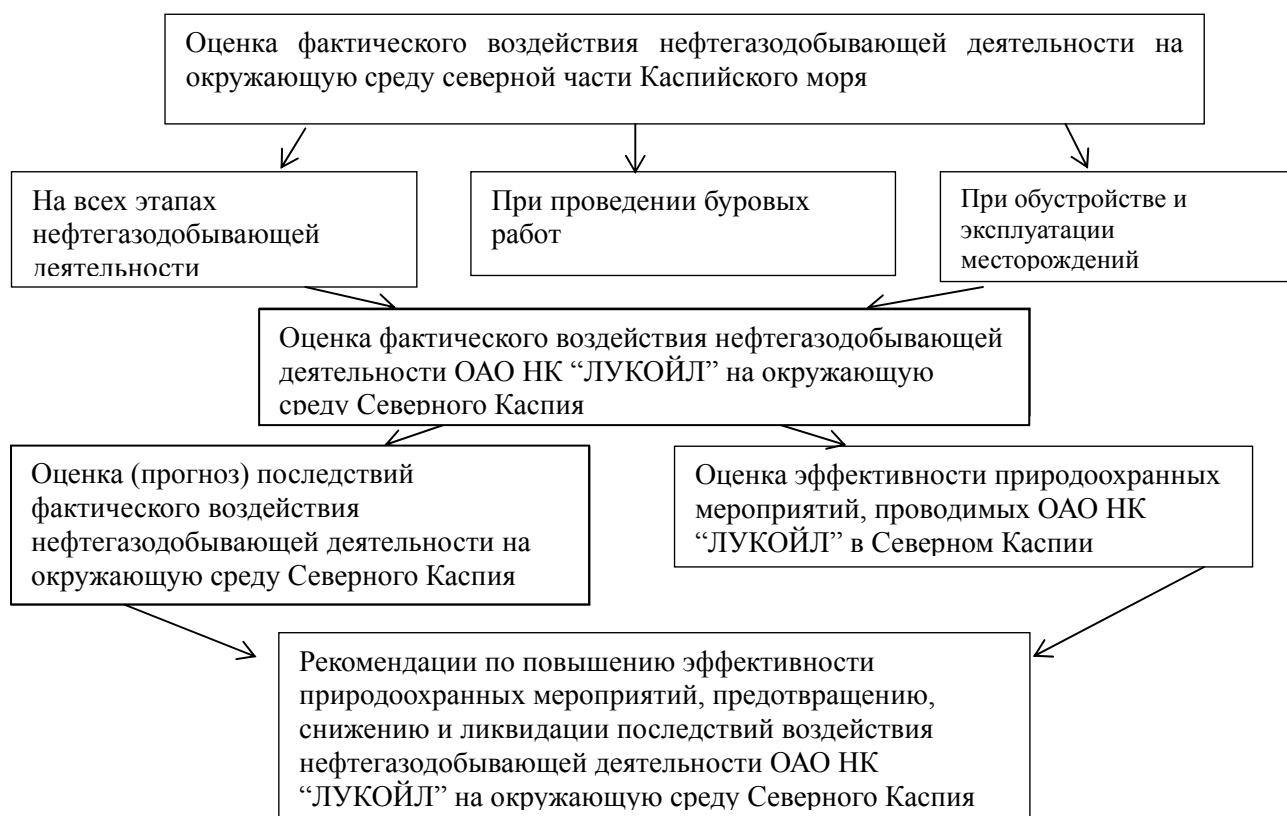 Оценка фактического воздействия нефтегазодобывающей деятельности на
окружающую среду северной части Каспийского моря
На всех этапах
нефтегазодобывающей
деятельности
При проведении буровых
работ
При обустройстве и
эксплуатации
месторождений
Оценка фактического воздействия нефтегазодобывающей
деятельности ОАО НК “ЛУКОЙЛ” на окружающую
среду Северного Каспия
Оценка (прогноз) последствий
фактического воздействия
нефтегазодобывающей деятельности на
окружающую среду Северного Каспия
Оценка эффективности природоохранных
мероприятий, проводимых ОАО НК
“ЛУКОЙЛ” в Северном Каспии
Рекомендации по повышению эффективности
природоохранных мероприятий, предотвращению,
снижению и ликвидации последствий воздействия
нефтегазодобывающей деятельности ОАО НК
“ЛУКОЙЛ” на окружающую среду Северного Каспия